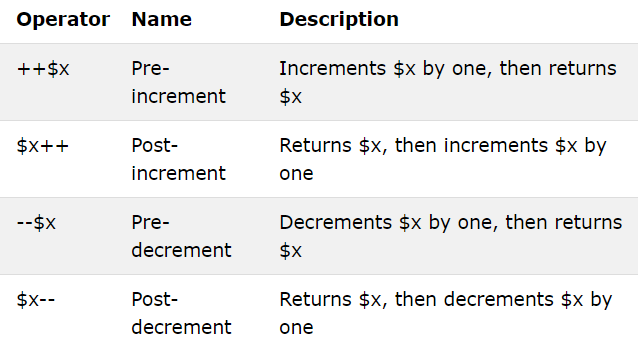 Operator Name Description
++$x Pre- Increments $x by one, then returns
increment $x
$x++ Post- Returns $x, then increments $x by
increment one
--$x Pre- Decrements $x by one, then returns
decrement $x
$x-- Post- Returns $x, then decrements $x by
decrement one